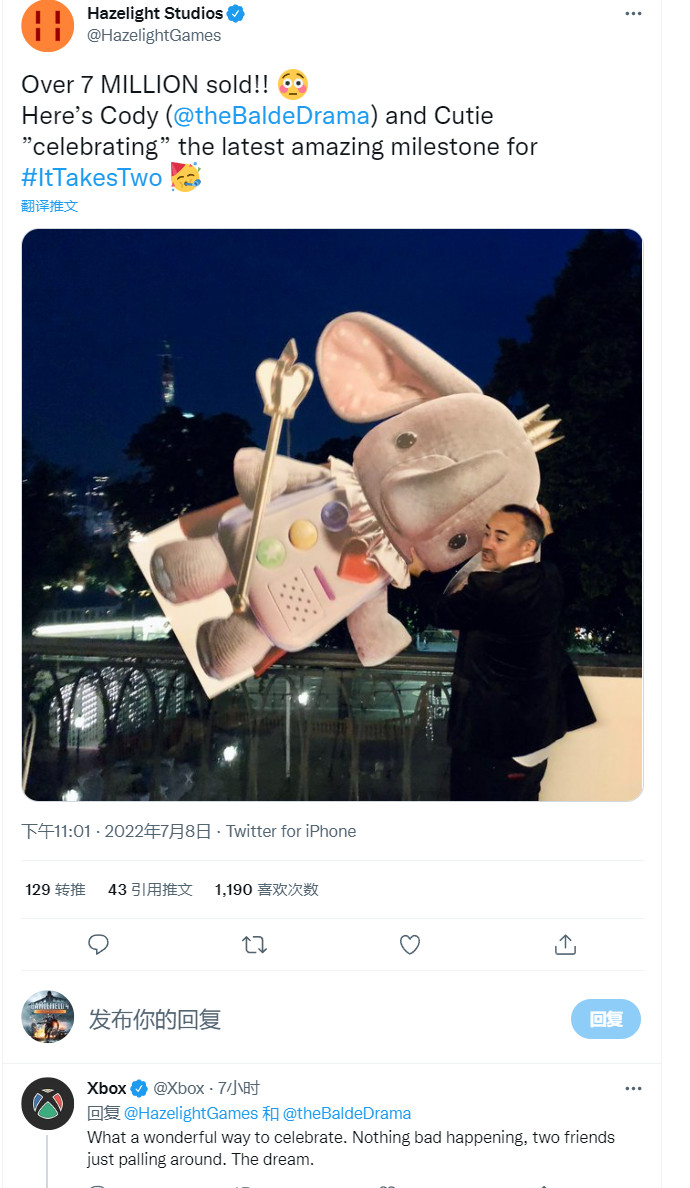 Hazelight Studios
@HazelightGames
Over 7 MILLION sold!! 😳
Here’s Cody (@theBaldeDrama) and Cutie
”celebrating” the latest amazing milestone for
#ItTakesTwo 🥳
翻译推文
下午11:01 · 2022年7月8日 · Twitter for iPhone
129 转推 43 引用推文 1,190 喜欢次数
发布你的回复
回复
Xbox @Xbox · 7小时
回复 @HazelightGames 和 @theBaldeDrama
What a wonderful way to celebrate. Nothing bad happening, two friends
just palling around. The dream.